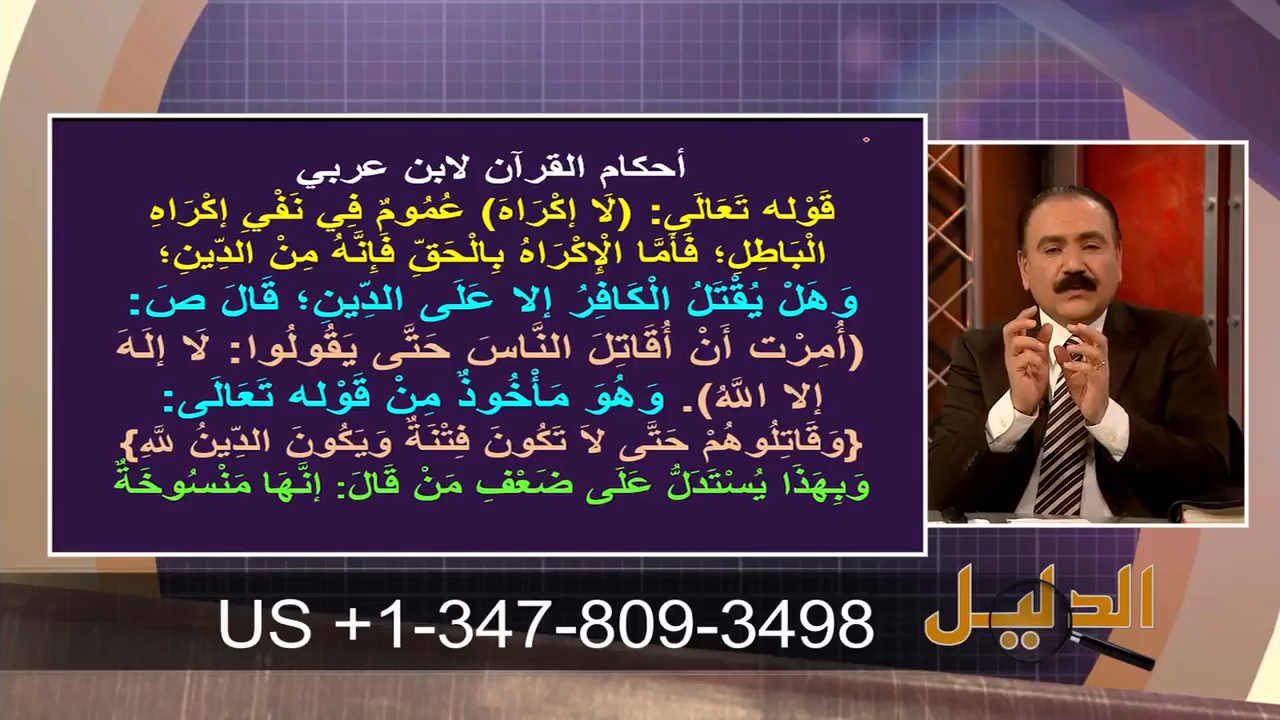 أحكام القرآن لابن عربي
قَوْله تَعَالَى: (لَا إكْرَاهَ) عُمُومٌ فِي نَفْيِ إكْرَاهِ
الْبَاطِلِ؛ فَأَمَّا الْإِكْرَاهُ بِالْحَقِّ فَإِنَّهُ مِنْ الدِّينِ؛
وَهَلْ يُقْتَلُ الْكَافِرُ إلا عَلَى الدِّينِ؛ قَالَ صَ:
(أُمِرْت أَنْ أُقَاتِلَ النَّاسَ حَتَّى يَقُولُوا: لَا إلَهَ
إلا اللَّهُ). وَهُوَ مَأْخُوذٌ مِنْ قَوْله تَعَالَى:
{وَقَاتِلُوهُمْ حَتَّى لاَ تَكُونَ فِتْنَةٌ وَيَكُونَ الدِّينُ لِلَّهِ}
وَبِهَذَا يُسْتَدَلُّ عَلَى ضَعْفِ مَنْ قَالَ: إنَّهَا مَنْسُوخَةٌ
US +1-347-809-3498
الدليل